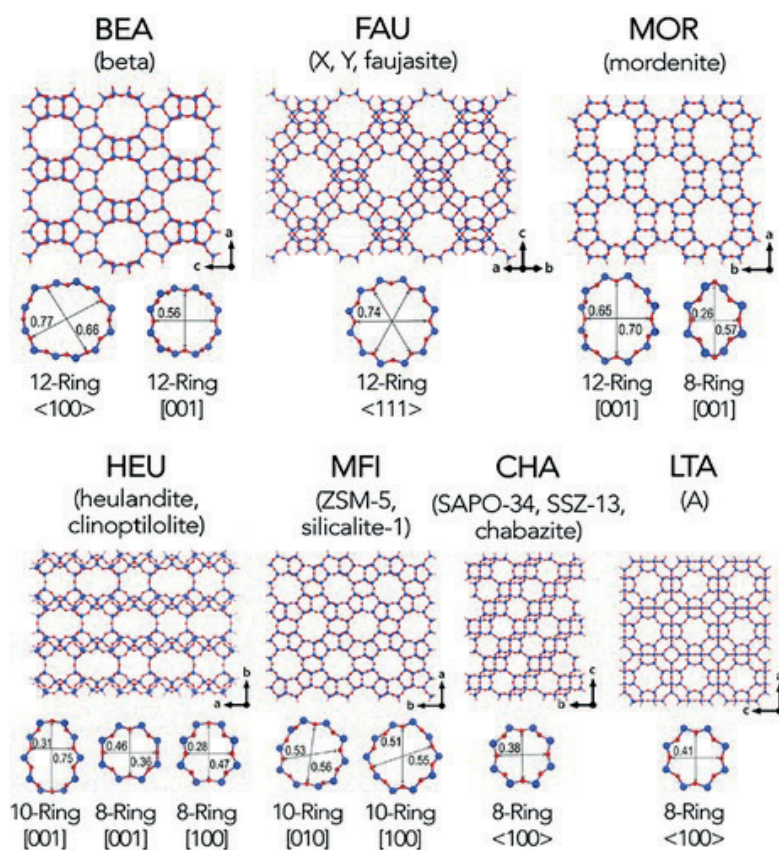 BEA
(beta)
FAU
(X, Y, faujasite)
MOR
(mordenite)
a
c
c
a
b
a
b
0.77
0.66
0.56
0.74
0.65
0.70
0.26
0.57
12-Ring
<100>
12-Ring
[001]
12-Ring
<111>
12-Ring
[001]
8-Ring
[001]
HEU
(heulandite,
clinoptilolite)
MFI
(ZSM-5,
silicalite-1)
CHA
(SAPO-34, SSZ-13,
chabazite)
LTA
(A)
b
a
a
b
c
b
a
c
0.31
0.75
0.46
0.36
0.28
0.47
0.53
0.56
0.51
0.55
0.38
0.41
10-Ring
[001]
8-Ring
[001]
8-Ring
[100]
10-Ring
[010]
10-Ring
[100]
8-Ring
<100>
8-Ring
<100>